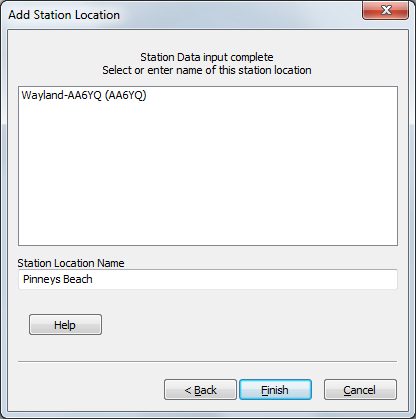 Add Station Location
Station Data input complete
Select or enter name of this station location
Wayland-AA6YQ (AA6YQ)
Station Location Name
Pinneys Beach
Help
< Back
Finish
Cancel